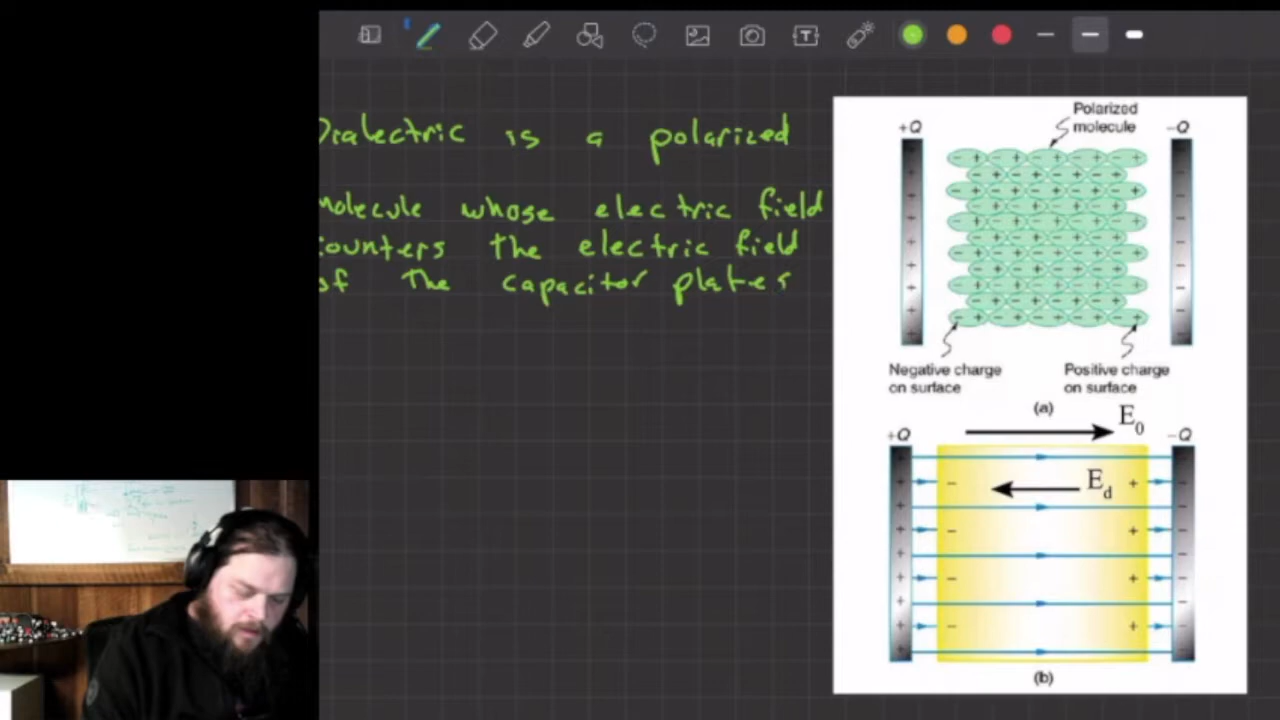 Dialectric is a polarized
molecule whose electric field
counters the electric field
of the capacitor plates
Polarized
molecule
+Q
−Q
Negative charge
on surface
Positive charge
on surface
(a)
E0
+Q
−Q
Ed
(b)